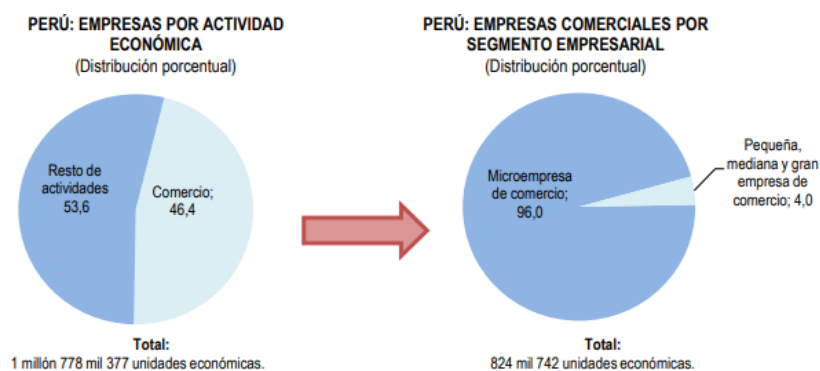 PERÚ: EMPRESAS POR ACTIVIDAD
ECONÓMICA
(Distribución porcentual)
Resto de
actividades
53,6
Comercio;
46,4
Total:
1 millón 778 mil 377 unidades económicas.
PERÚ: EMPRESAS COMERCIALES POR
SEGMENTO EMPRESARIAL
(Distribución porcentual)
Microempresa
de comercio;
96,0
Pequeña,
mediana y gran
empresa de
comercio; 4,0
Total:
824 mil 742 unidades económicas.